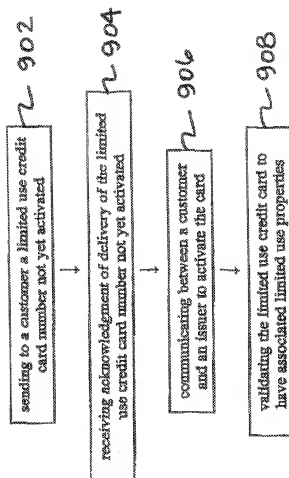 sending to a customer a limited use credit
card number not yet activated
902
receiving acknowledgment of delivery of the limited
use credit card number not yet activated
904
communicating between a customer
and an issuer to activate the card
906
validating the limited use credit card to
have associated limited use properties
908